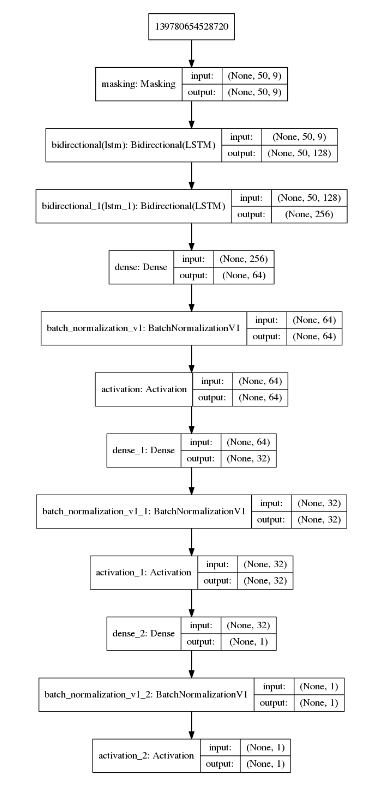 139780654528720
masking: Masking
input: (None, 50, 9)
output: (None, 50, 9)
bidirectional(lstm): Bidirectional(LSTM)
input: (None, 50, 9)
output: (None, 50, 128)
bidirectional_1(lstm_1): Bidirectional(LSTM)
input: (None, 50, 128)
output: (None, 256)
dense: Dense
input: (None, 256)
output: (None, 64)
batch_normalization_v1: BatchNormalizationV1
input: (None, 64)
output: (None, 64)
activation: Activation
input: (None, 64)
output: (None, 64)
dense_1: Dense
input: (None, 64)
output: (None, 32)
batch_normalization_v1_1: BatchNormalizationV1
input: (None, 32)
output: (None, 32)
activation_1: Activation
input: (None, 32)
output: (None, 32)
dense_2: Dense
input: (None, 32)
output: (None, 1)
batch_normalization_v1_2: BatchNormalizationV1
input: (None, 1)
output: (None, 1)
activation_2: Activation
input: (None, 1)
output: (None, 1)